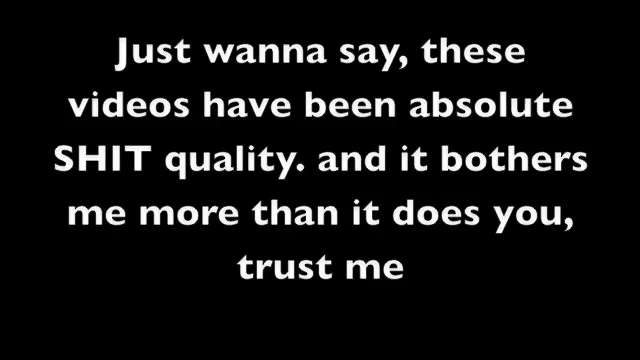 Just wanna say, these
videos have been absolute
SHIT quality. and it bothers
me more than it does you,
trust me